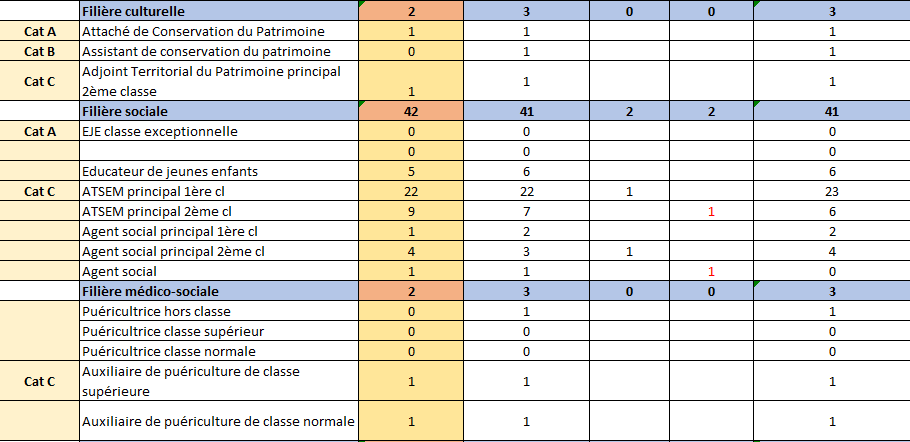 Filière culturelle 2 3 0 0 3
Cat A Attaché de Conservation du Patrimoine 1 1 1
Cat B Assistant de conservation du patrimoine 0 1 1
Cat C Adjoint Territorial du Patrimoine principal
2ème classe 1 1 1
Filière sociale 42 41 2 2 41
Cat A EJE classe exceptionnelle 0 0 0
0 0 0
Educateur de jeunes enfants 5 6 6
Cat C ATSEM principal 1ère cl 22 22 1 23
ATSEM principal 2ème cl 9 7 1 6
Agent social principal 1ère cl 1 2 2
Agent social principal 2ème cl 4 3 1 4
Agent social 1 1 1 0
Filière médico-sociale 2 3 0 0 3
Puéricultrice hors classe 0 1 1
Puéricultrice classe supérieur 0 0 0
Puéricultrice classe normale 0 0 0
Cat C Auxiliaire de puériculture de classe
supérieure 1 1 1
Auxiliaire de puériculture de classe normale 1 1 1